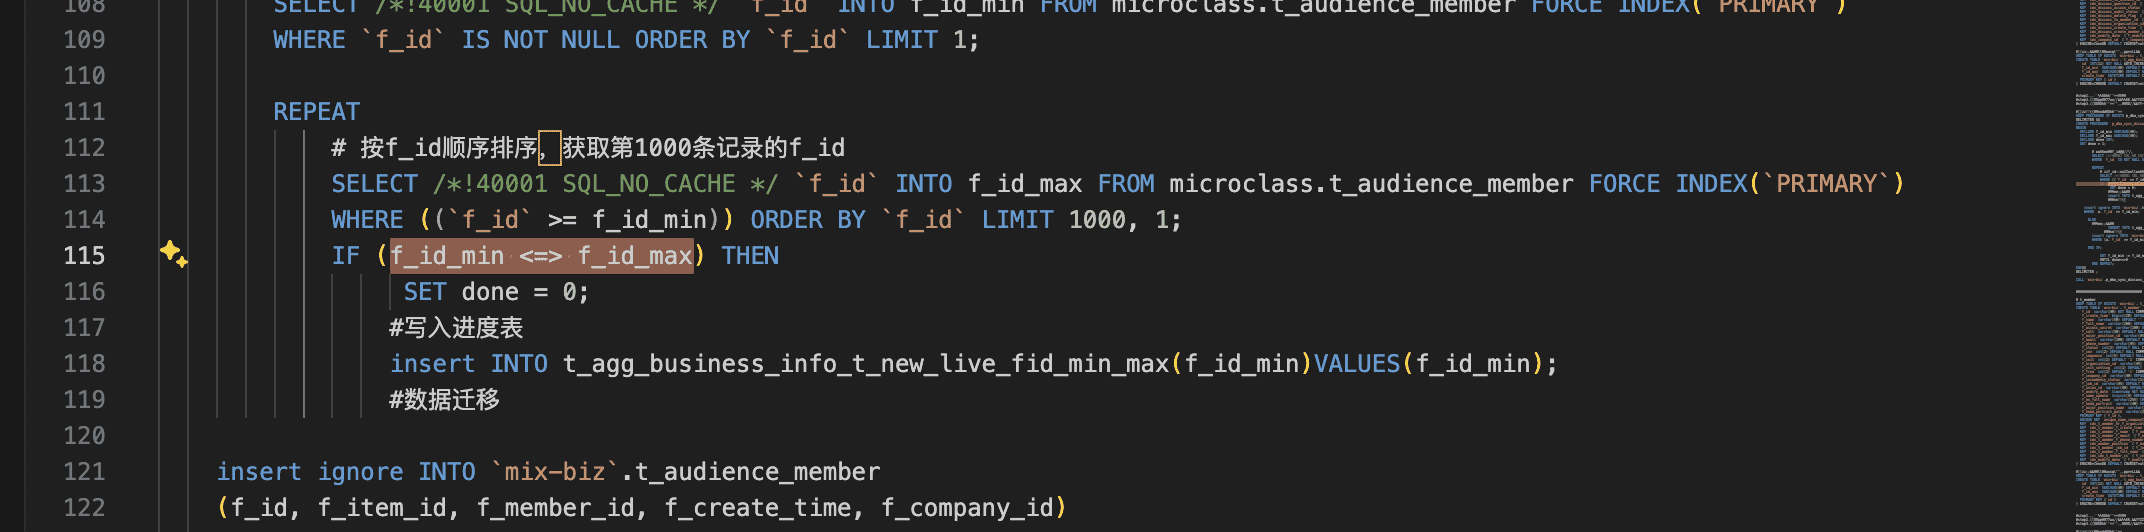 108 SELECT /*!40001 SQL_NO_CACHE */ `f_id` INTO f_id_min FROM microclass.t_audience_member FORCE INDEX(`PRIMARY`)
109 WHERE `f_id` IS NOT NULL ORDER BY `f_id` LIMIT 1;
110
111 REPEAT
112 # 按f_id顺序排序，获取第1000条记录的f_id
113 SELECT /*!40001 SQL_NO_CACHE */ `f_id` INTO f_id_max FROM microclass.t_audience_member FORCE INDEX(`PRIMARY`)
114 WHERE ((`f_id` >= f_id_min)) ORDER BY `f_id` LIMIT 1000, 1;
115 IF (f_id_min <=> f_id_max) THEN
116 SET done = 0;
117 #写入进度表
118 insert INTO t_agg_business_info_t_new_live_fid_min_max(f_id_min)VALUES(f_id_min);
119 #数据迁移
120
121 insert ignore INTO `mix-biz`.t_audience_member
122 (f_id, f_item_id, f_member_id, f_create_time, f_company_id)